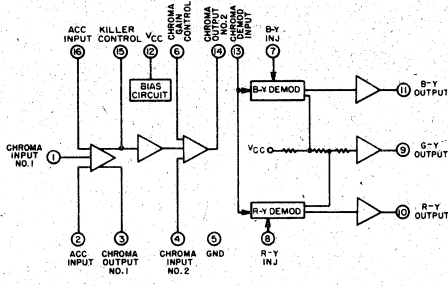 ACC
INPUT
16
KILLER
CONTROL
15
VCC
12
CHROMA
GAIN
CONTROL
6
CHROMA
OUTPUT
NO.2
14
CHROMA
DEMOD
INPUT
13
B-Y
INJ
7
BIAS
CIRCUIT
B-Y DEMOD
11
B-Y
OUTPUT
CHROMA
INPUT
NO.1
1
VCC
9
G-Y
OUTPUT
R-Y DEMOD
10
R-Y
OUTPUT
2
ACC
INPUT
3
CHROMA
OUTPUT
NO.1
4
CHROMA
INPUT
NO.2
5
GND
8
R-Y
INJ